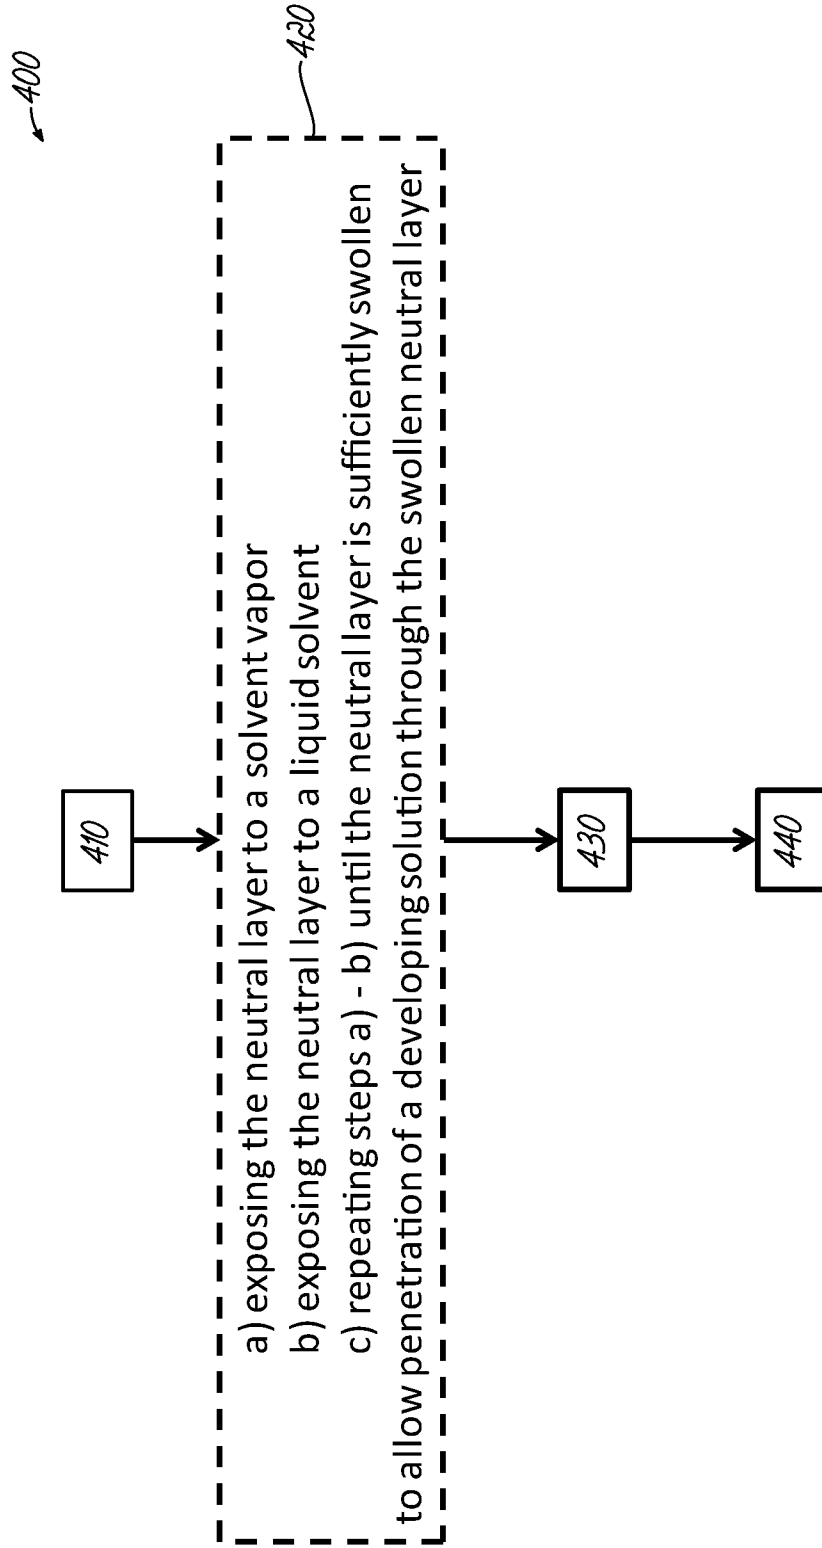 400
410
420
a) exposing the neutral layer to a solvent vapor
b) exposing the neutral layer to a liquid solvent
c) repeating steps a) - b) until the neutral layer is sufficiently swollen
to allow penetration of a developing solution through the swollen neutral layer
430
440